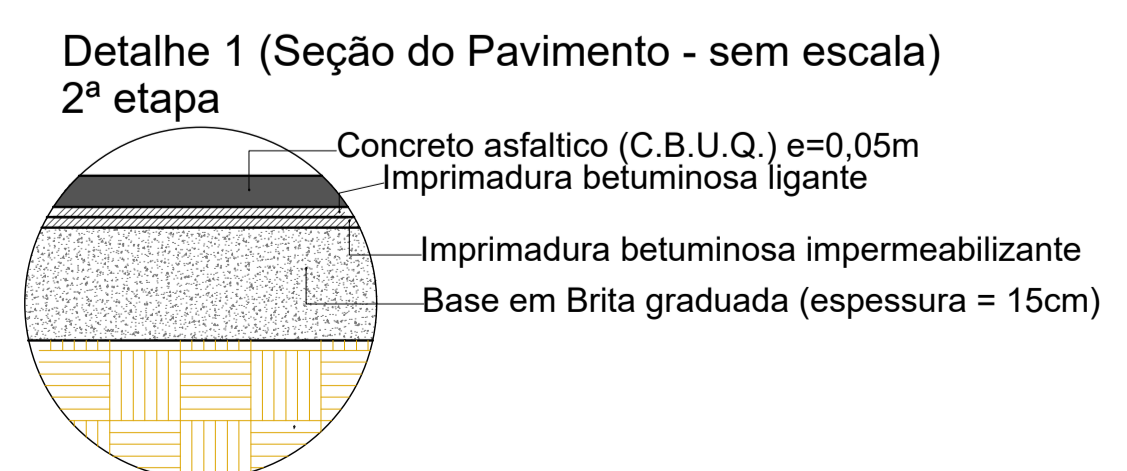 Detalhe 1 (Seção do Pavimento - sem escala)
2ª etapa
Concreto asfaltico (C.B.U.Q.) e=0,05m
Imprimadura betuminosa ligante
Imprimadura betuminosa impermeabilizante
Base em Brita graduada (espessura = 15cm)